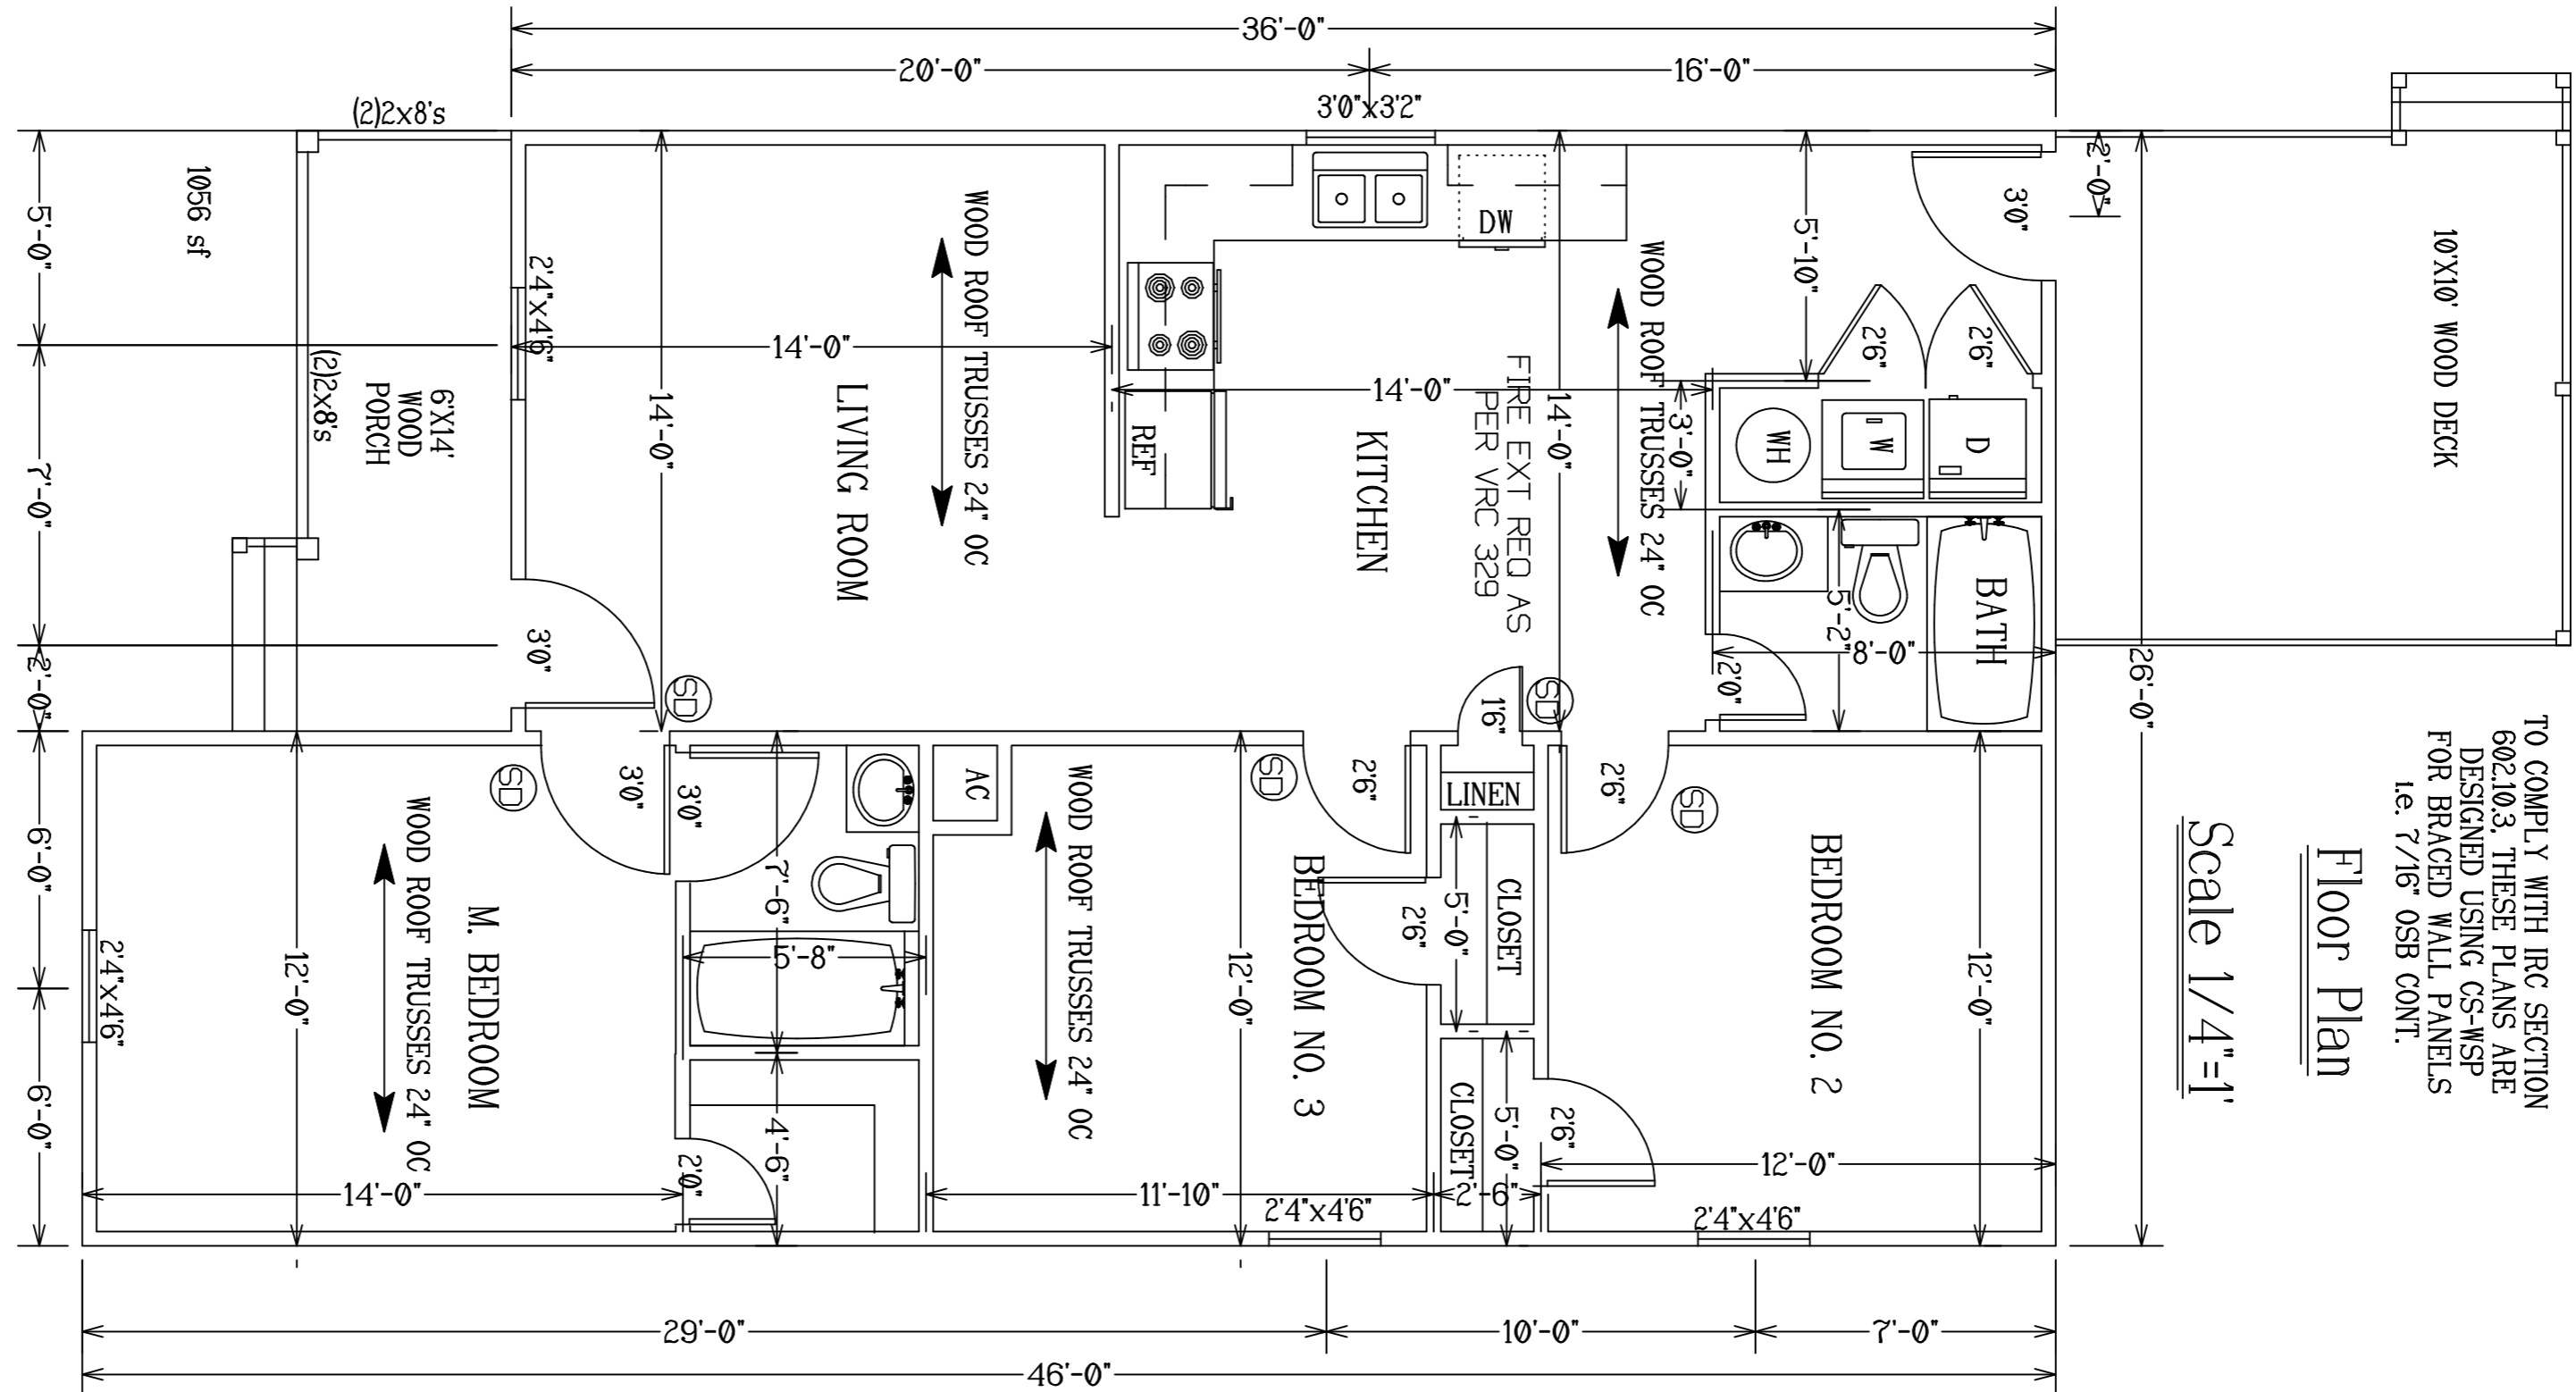 36'-0"
20'-0"
16'-0"
(2)2x8's
3'0"x3'2"
2'-0"
5'-0"
7'-0"
2'-0"
6'-0"
6'-0"
1056 sf
6'X14'
WOOD
PORCH
(2)2x8's
2'4"x4'6"
14'-0"
14'-0"
LIVING ROOM
WOOD ROOF TRUSSES 24" OC
3'0"
SD
DW
REF
KITCHEN
14'-0"
14'-0"
FIRE EXT REQ AS
PER VRC 329
WOOD ROOF TRUSSES 24" OC
5'-10"
3'-0"
3'0"
2'6"
2'6"
WH
W
D
BATH
5'-2"
8'-0"
2'0"
1'6"
SD
10'X10' WOOD DECK
26'-0"
TO COMPLY WITH IRC SECTION
602.10.3, THESE PLANS ARE
DESIGNED USING CS-WSP
FOR BRACED WALL PANELS
i.e. 7/16" OSB CONT.
Floor Plan
Scale 1/4"=1'
SD
3'0"
3'0"
12'-0"
2'4"x4'6"
WOOD ROOF TRUSSES 24" OC
M. BEDROOM
14'-0"
7'-6"
5'-8"
4'-6"
2'0"
AC
WOOD ROOF TRUSSES 24" OC
12'-0"
SD
2'6"
BEDROOM NO. 3
2'6"
11'-10"
2'4"x4'6"
LINEN
CLOSET
5'-0"
CLOSET
5'-0"
2'-6"
2'6"
SD
2'6"
BEDROOM NO. 2
12'-0"
12'-0"
2'4"x4'6"
29'-0"
10'-0"
7'-0"
46'-0"